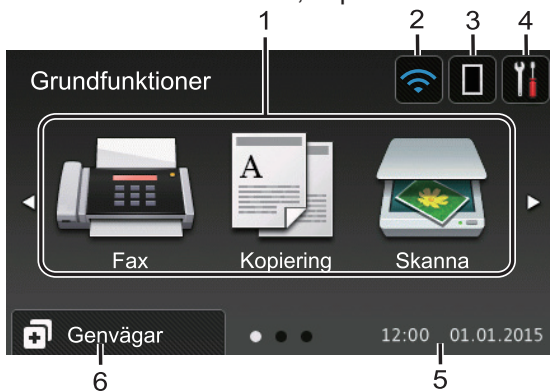 1 2 3 4
Grundfunktioner
A
Fax Kopiering Skanna
Genvägar 12:00 01.01.2015
6 5